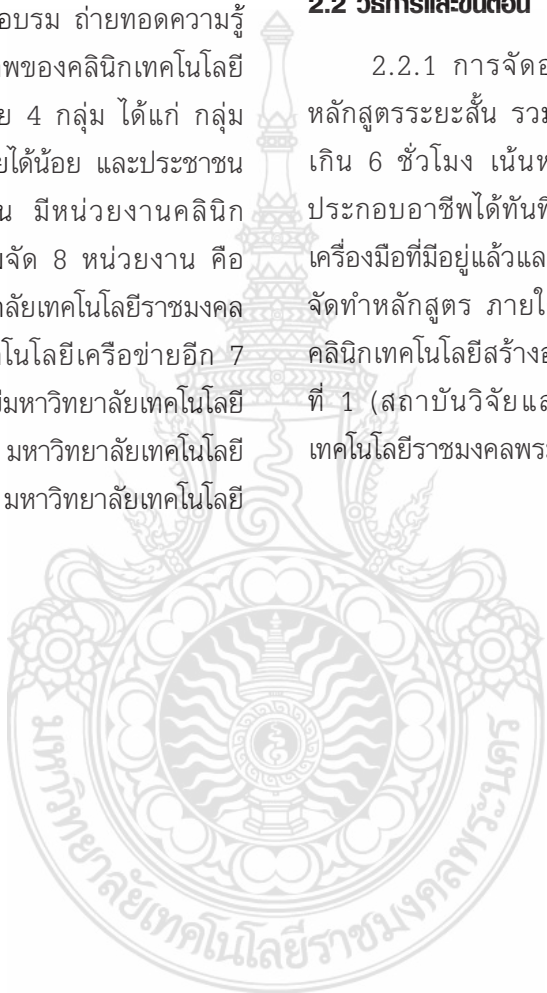 อบรม ถ่ายทอดความรู้
พของคลินิกเทคโนโลยี
ย 4 กลุ่ม ได้แก่ กลุ่ม
ยได้น้อย และประชาชน
น มีหน่วยงานคลินิก
จัด 8 หน่วยงาน คือ
าลัยเทคโนโลยีราชมงคล
คโนโลยีเครือข่ายอีก 7
มหาวิทยาลัยเทคโนโลยี
มหาวิทยาลัยเทคโนโลยี
มหาวิทยาลัยเทคโนโลยี
2.2 วิธีการและขั้นตอน
2.2.1 การจัดอ
หลักสูตรระยะสั้น รวม
เกิน 6 ชั่วโมง เน้นห
ประกอบอาชีพได้ทันที
เครื่องมือที่มีอยู่แล้วแล
จัดทำหลักสูตร ภายใ
คลินิกเทคโนโลยีสร้างอ
ที่ 1 (สถาบันวิจัยแล
เทคโนโลยีราชมงคลพระ
มหาวิทยาลัยเทคโนโลยีราชมงคลพระนคร